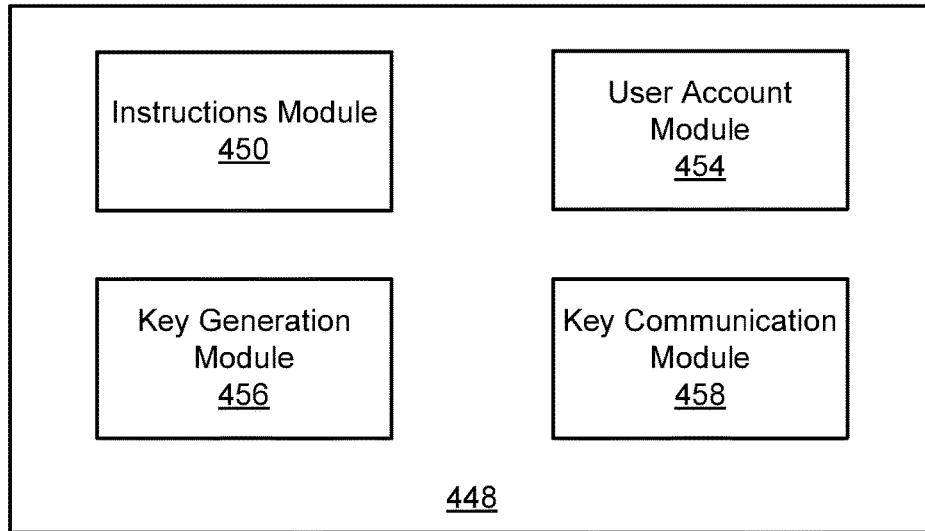 Instructions Module
450
User Account
Module
454
Key Generation
Module
456
Key Communication
Module
458
448